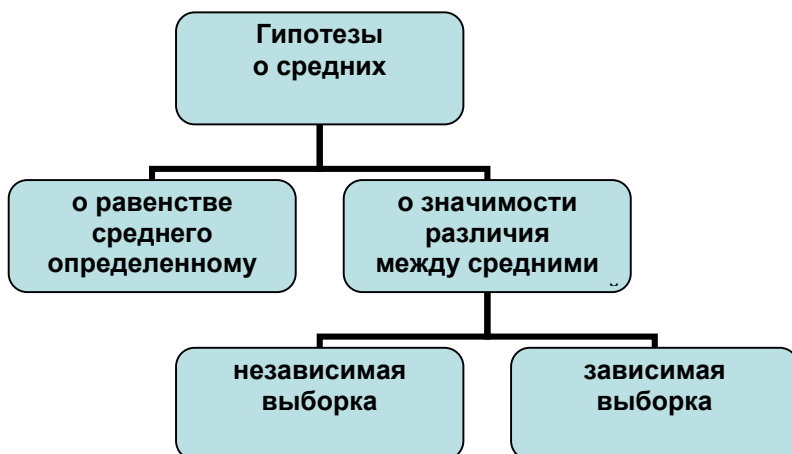 Гипотезы
о средних
о равенстве
среднего
определенному
о значимости
различия
между средними
независимая
выборка
зависимая
выборка